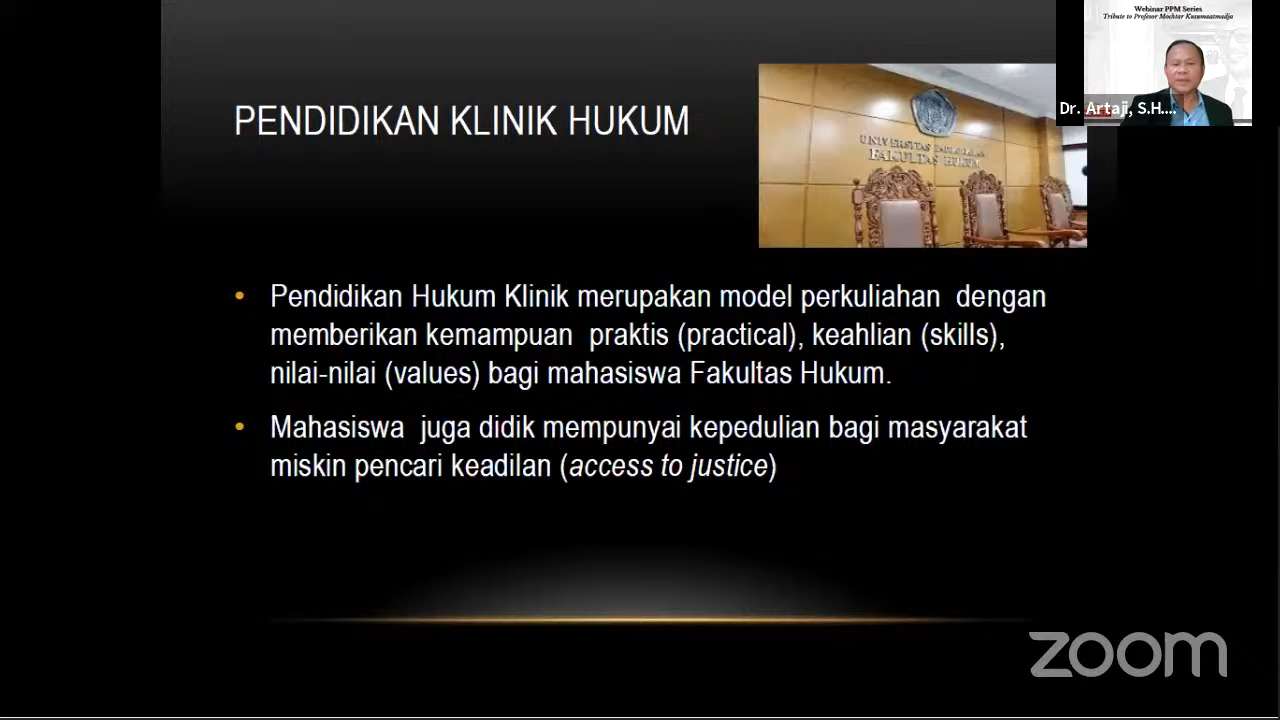 Webinar PPM Series
Tribute to Profesor Mochtar Kusumaatmadja
Dr. Artaji, S.H....
PENDIDIKAN KLINIK HUKUM
UNIVERSITAS PADJADJARAN
FAKULTAS HUKUM
• Pendidikan Hukum Klinik merupakan model perkuliahan dengan
memberikan kemampuan praktis (practical), keahlian (skills),
nilai-nilai (values) bagi mahasiswa Fakultas Hukum.
• Mahasiswa juga didik mempunyai kepedulian bagi masyarakat
miskin pencari keadilan (access to justice)
zoom